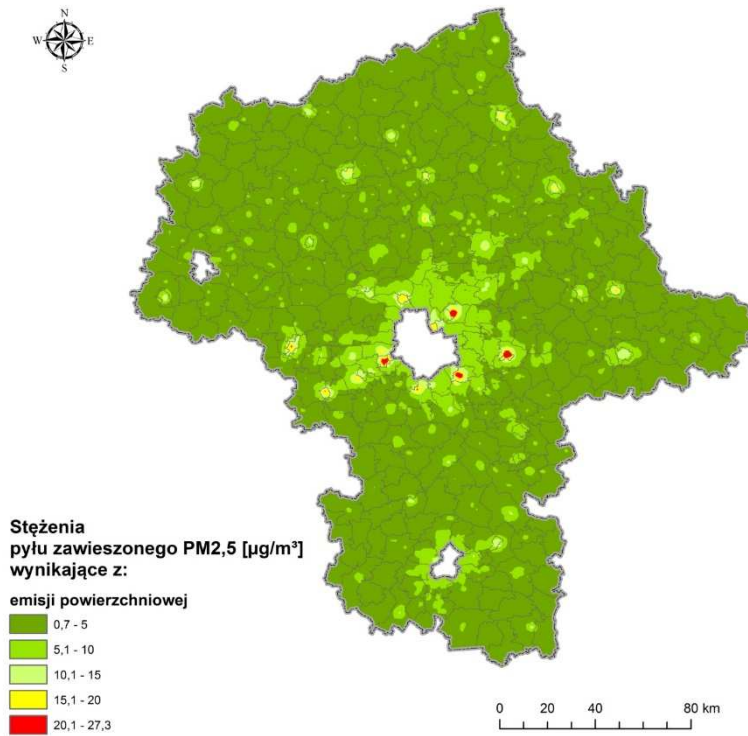 N
W E
S
Stężenia
pyłu zawieszonego PM2,5 [µg/m³]
wynikające z:
emisji powierzchniowej
0,7 - 5
5,1 - 10
10,1 - 15
15,1 - 20
20,1 - 27,3
0 20 40 80 km